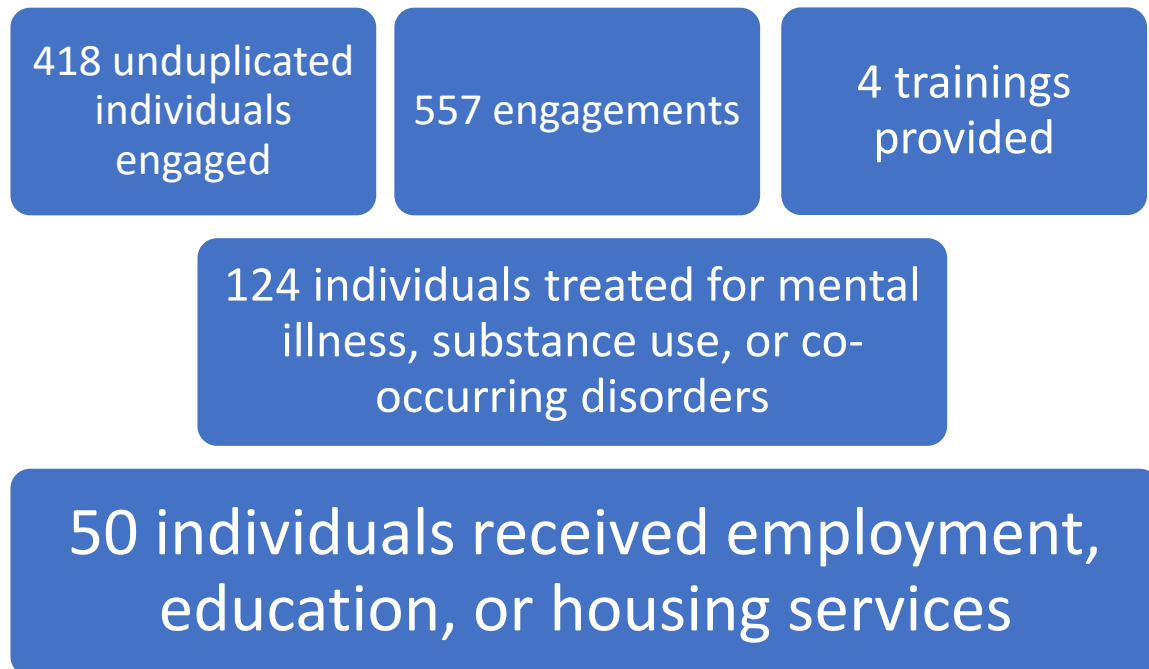 418 unduplicated
individuals
engaged
557 engagements
4 trainings
provided
124 individuals treated for mental
illness, substance use, or co-
occurring disorders
50 individuals received employment,
education, or housing services